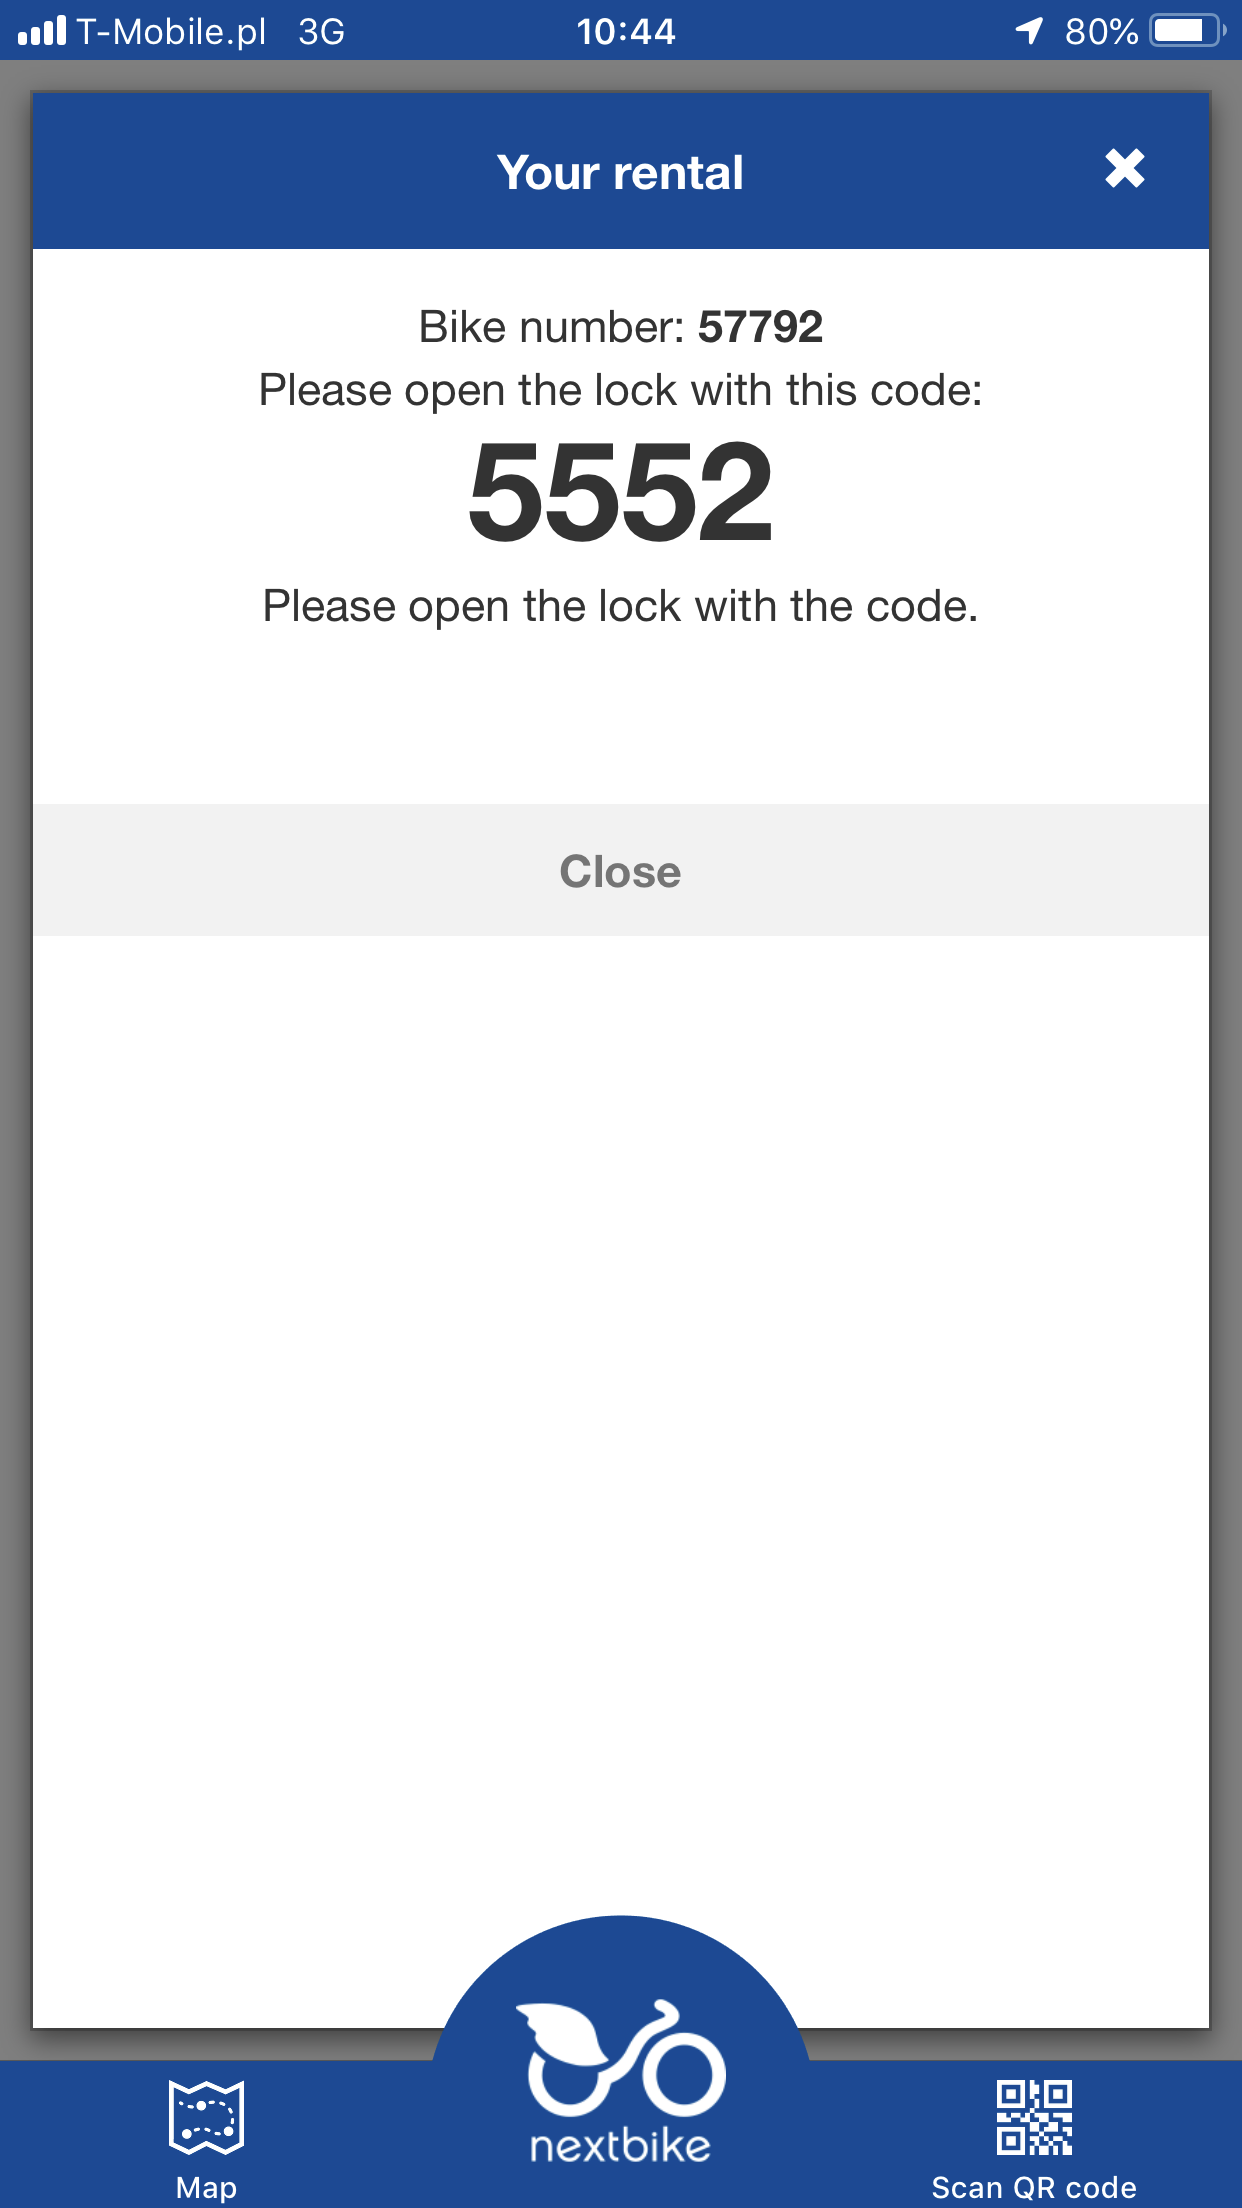 T-Mobile.pl 3G 10:44 80%
Your rental
Bike number: 57792
Please open the lock with this code:
5552
Please open the lock with the code.
Close
nextbike
Map
Scan QR code